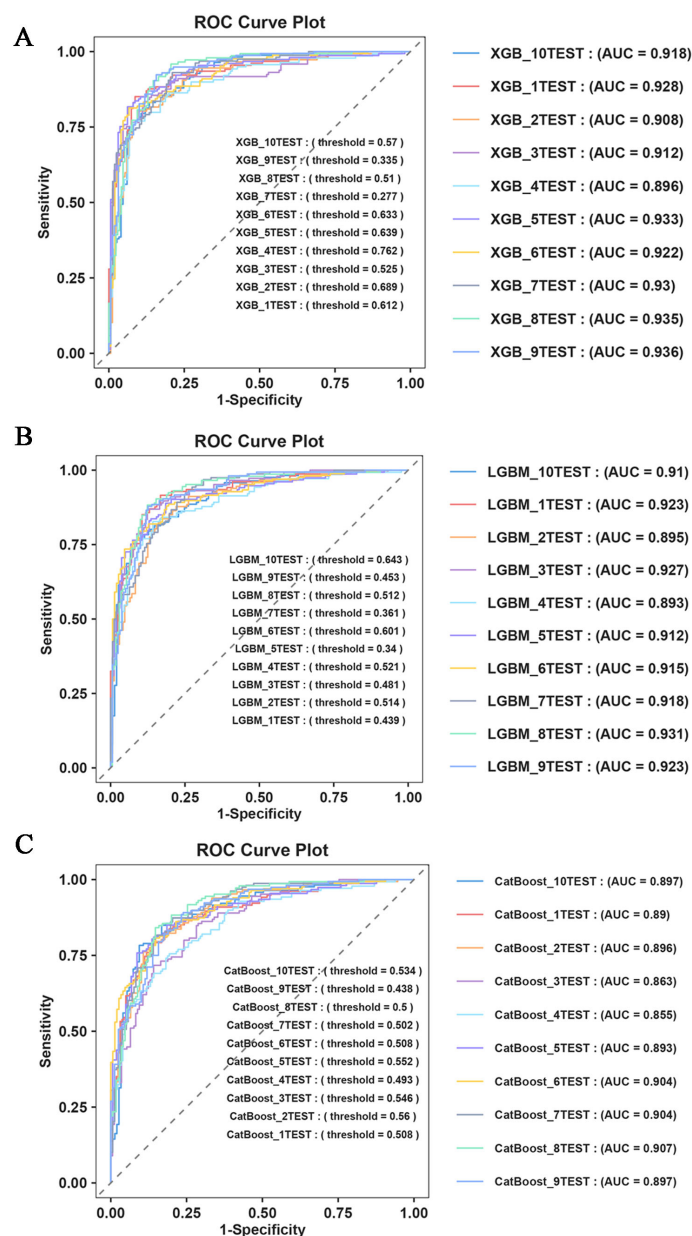 A
ROC Curve Plot
1.00
0.75
0.50
0.25
0.00
Sensitivity
XGB_10TEST : ( threshold = 0.57 )
XGB_9TEST : ( threshold = 0.335 )
XGB_8TEST : ( threshold = 0.51 )
XGB_7TEST : ( threshold = 0.277 )
XGB_6TEST : ( threshold = 0.633 )
XGB_5TEST : ( threshold = 0.639 )
XGB_4TEST : ( threshold = 0.762 )
XGB_3TEST : ( threshold = 0.525 )
XGB_2TEST : ( threshold = 0.689 )
XGB_1TEST : ( threshold = 0.612 )
0.00 0.25 0.50 0.75 1.00
1-Specificity
XGB_10TEST : (AUC = 0.918)
XGB_1TEST : (AUC = 0.928)
XGB_2TEST : (AUC = 0.908)
XGB_3TEST : (AUC = 0.912)
XGB_4TEST : (AUC = 0.896)
XGB_5TEST : (AUC = 0.933)
XGB_6TEST : (AUC = 0.922)
XGB_7TEST : (AUC = 0.93)
XGB_8TEST : (AUC = 0.935)
XGB_9TEST : (AUC = 0.936)
B
ROC Curve Plot
1.00
0.75
0.50
0.25
0.00
Sensitivity
LGBM_10TEST : ( threshold = 0.643 )
LGBM_9TEST : ( threshold = 0.453 )
LGBM_8TEST : ( threshold = 0.512 )
LGBM_7TEST : ( threshold = 0.361 )
LGBM_6TEST : ( threshold = 0.601 )
LGBM_5TEST : ( threshold = 0.34 )
LGBM_4TEST : ( threshold = 0.521 )
LGBM_3TEST : ( threshold = 0.481 )
LGBM_2TEST : ( threshold = 0.514 )
LGBM_1TEST : ( threshold = 0.439 )
0.00 0.25 0.50 0.75 1.00
1-Specificity
LGBM_10TEST : (AUC = 0.91)
LGBM_1TEST : (AUC = 0.923)
LGBM_2TEST : (AUC = 0.895)
LGBM_3TEST : (AUC = 0.927)
LGBM_4TEST : (AUC = 0.893)
LGBM_5TEST : (AUC = 0.912)
LGBM_6TEST : (AUC = 0.915)
LGBM_7TEST : (AUC = 0.918)
LGBM_8TEST : (AUC = 0.931)
LGBM_9TEST : (AUC = 0.923)
C
ROC Curve Plot
1.00
0.75
0.50
0.25
0.00
Sensitivity
CatBoost_10TEST : ( threshold = 0.534 )
CatBoost_9TEST : ( threshold = 0.438 )
CatBoost_8TEST : ( threshold = 0.5 )
CatBoost_7TEST : ( threshold = 0.502 )
CatBoost_6TEST : ( threshold = 0.508 )
CatBoost_5TEST : ( threshold = 0.552 )
CatBoost_4TEST : ( threshold = 0.493 )
CatBoost_3TEST : ( threshold = 0.546 )
CatBoost_2TEST : ( threshold = 0.56 )
CatBoost_1TEST : ( threshold = 0.508 )
0.00 0.25 0.50 0.75 1.00
1-Specificity
CatBoost_10TEST : (AUC = 0.897)
CatBoost_1TEST : (AUC = 0.89)
CatBoost_2TEST : (AUC = 0.896)
CatBoost_3TEST : (AUC = 0.863)
CatBoost_4TEST : (AUC = 0.855)
CatBoost_5TEST : (AUC = 0.893)
CatBoost_6TEST : (AUC = 0.904)
CatBoost_7TEST : (AUC = 0.904)
CatBoost_8TEST : (AUC = 0.907)
CatBoost_9TEST : (AUC = 0.897)